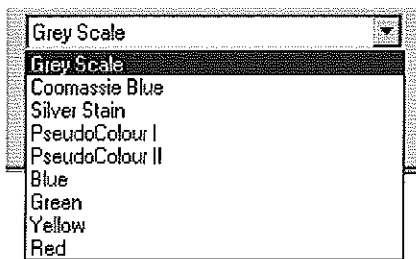 Grey Scale
Grey Scale
Coomassie Blue
Silver Stain
PseudoColour I
PseudoColour II
Blue
Green
Yellow
Red